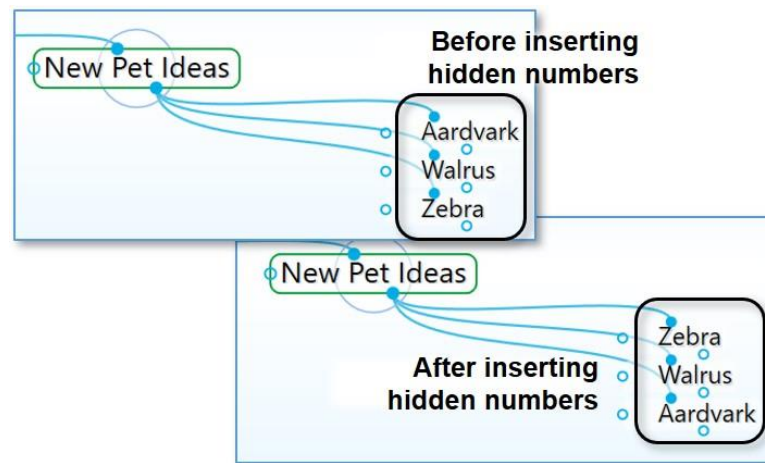 Before inserting
hidden numbers
New Pet Ideas
Aardvark
Walrus
Zebra
New Pet Ideas
Zebra
After inserting
hidden numbers
Walrus
Aardvark